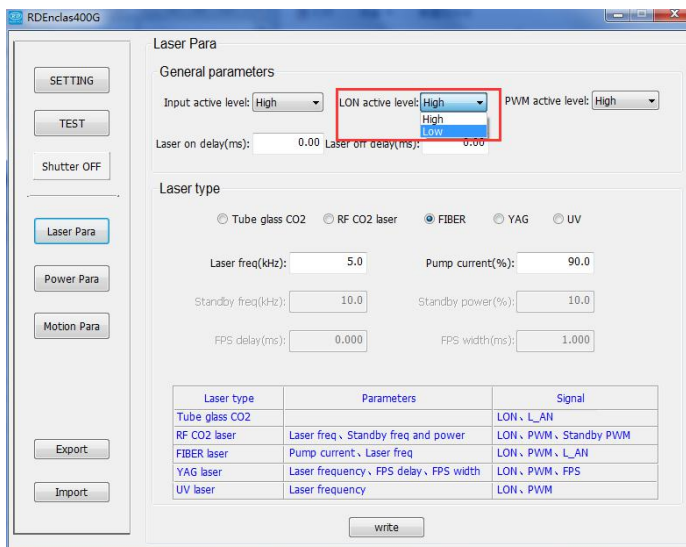 RDEnclas400G
SETTING
TEST
Shutter OFF
Laser Para
Power Para
Motion Para
Export
Import
Laser Para
General parameters
Input active level: High LON active level: High PWM active level: High
High
Low
Laser on delay(ms): 0.00 Laser off delay(ms): 0.00
Laser type
Tube glass CO2 RF CO2 laser FIBER YAG UV
Laser freq(kHz): 5.0 Pump current(%): 90.0
Standby freq(kHz): 10.0 Standby power(%): 10.0
FPS delay(ms): 0.000 FPS width(ms): 1.000
Laser type Parameters Signal
Tube glass CO2 LON、L_AN
RF CO2 laser Laser freq、Standby freq and power LON、PWM、Standby PWM
FIBER laser Pump current、Laser freq LON、PWM、L_AN
YAG laser Laser frequency、FPS delay、FPS width LON、PWM、FPS
UV laser Laser frequency LON、PWM
write